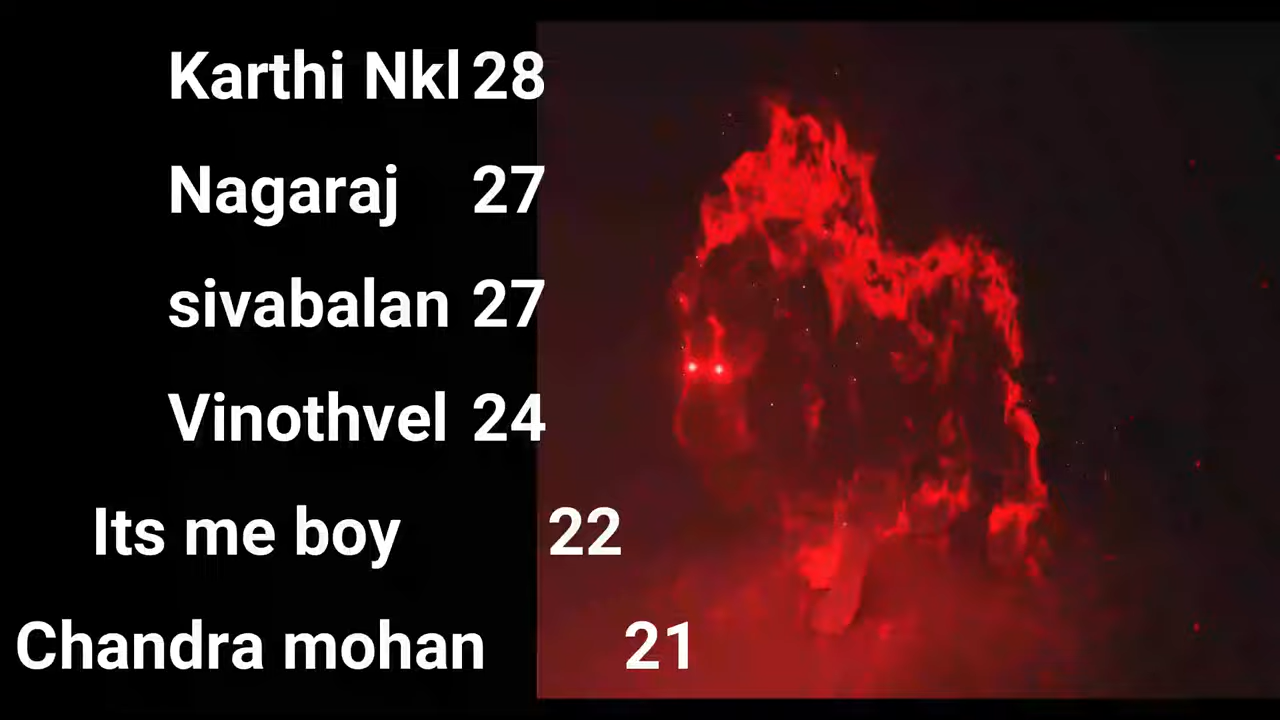 Karthi Nkl 28
Nagaraj 27
sivabalan 27
Vinothvel 24
Its me boy 22
Chandra mohan 21